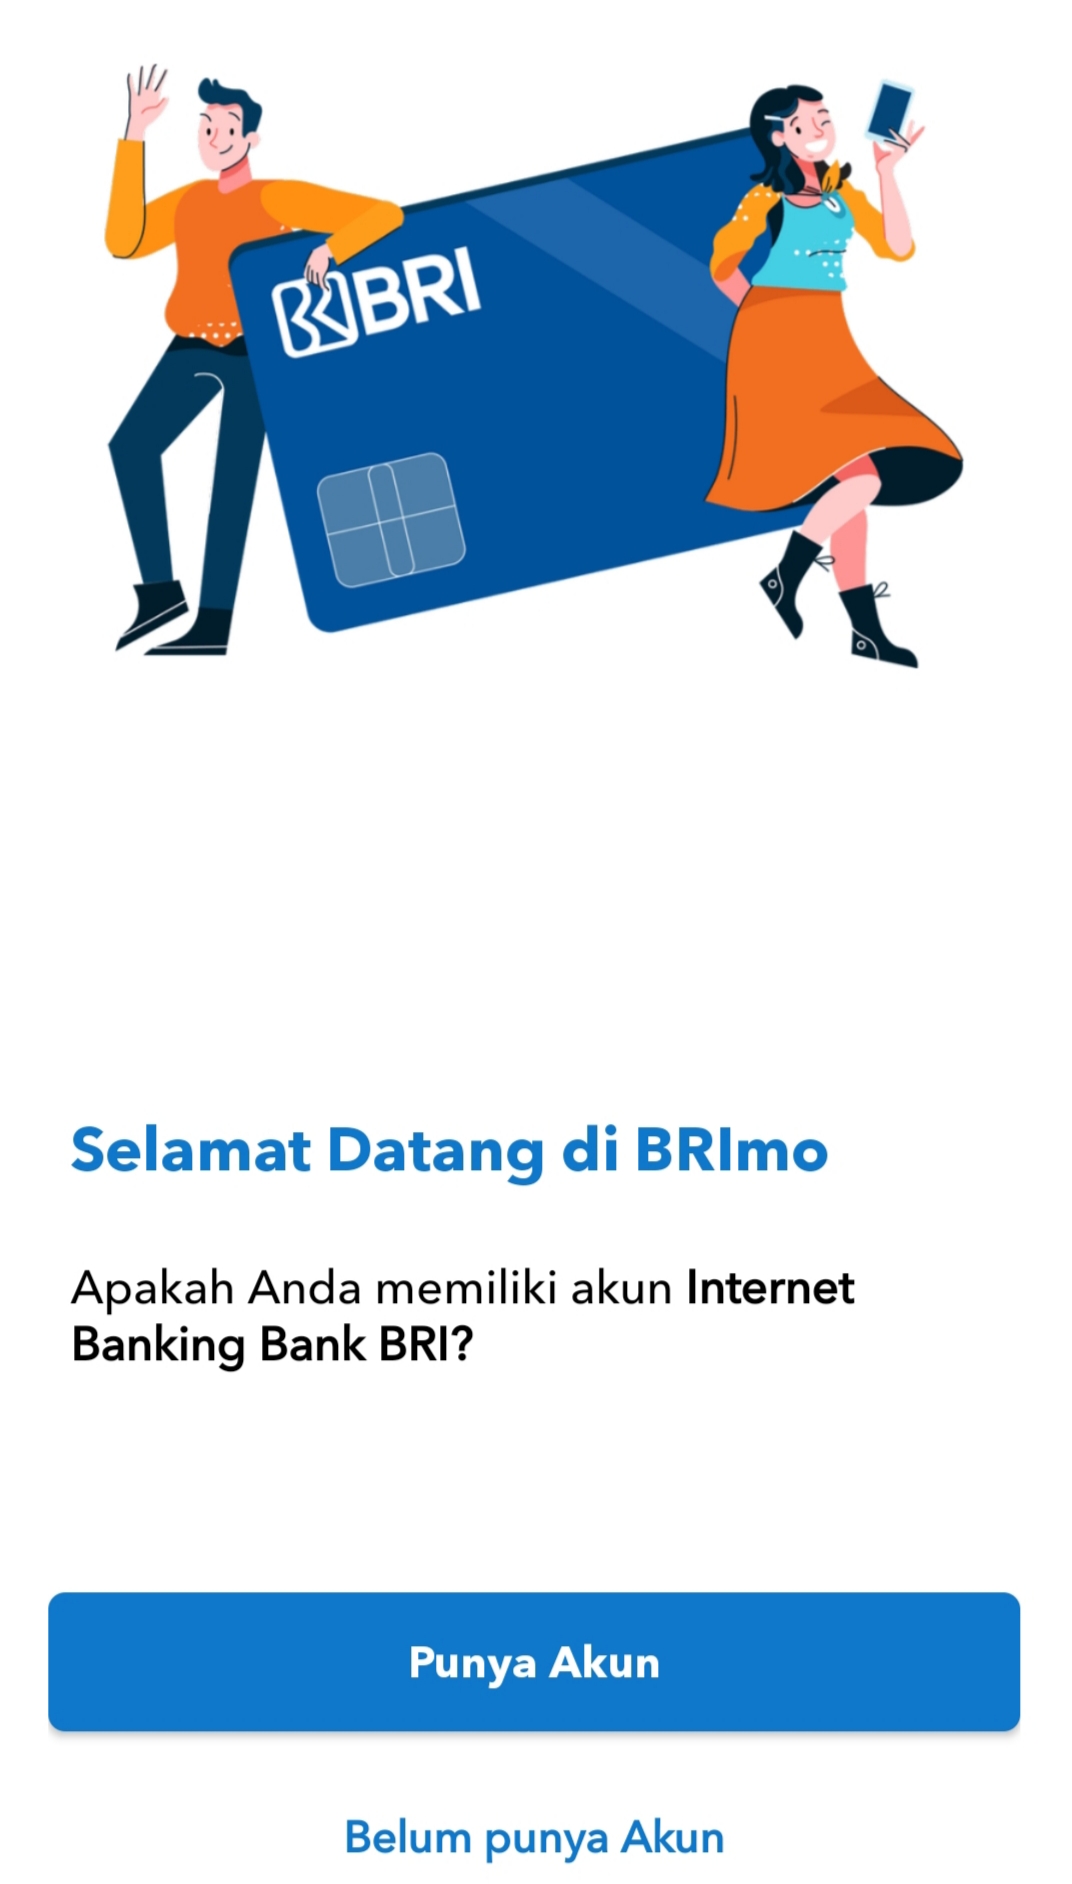 BRI
Selamat Datang di BRImo
Apakah Anda memiliki akun Internet
Banking Bank BRI?
Punya Akun
Belum punya Akun